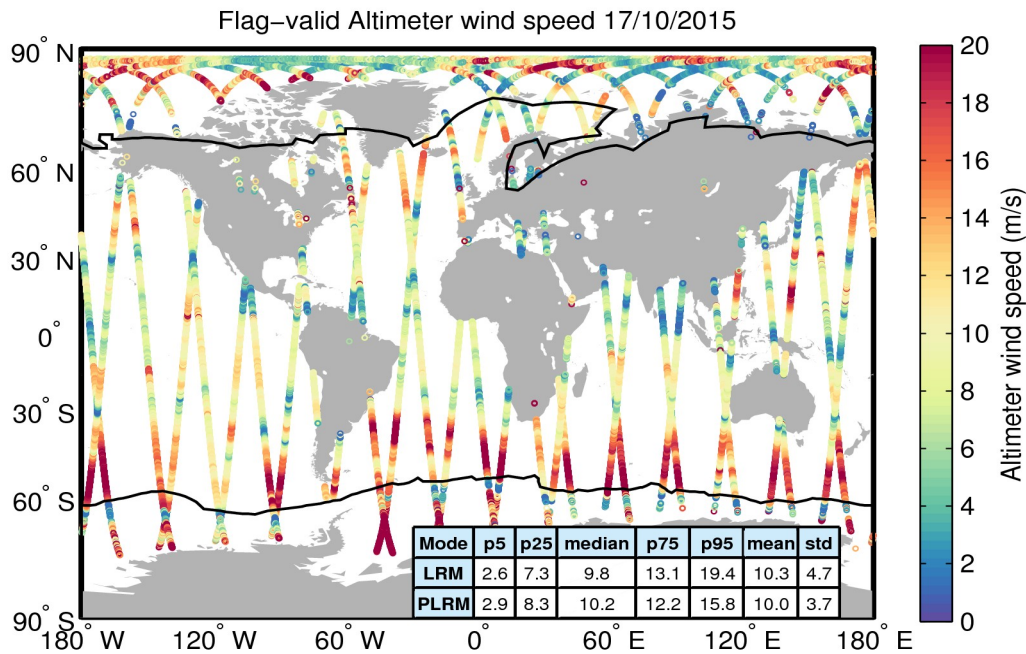 Flag−valid Altimeter wind speed 17/10/2015
90° N
60° N
30° N
0°
30° S
60° S
90° S
180° W
120° W
60° W
0°
60° E
120° E
180° E
Mode p5 p25 median p75 p95 mean std
LRM 2.6 7.3 9.8 13.1 19.4 10.3 4.7
PLRM 2.9 8.3 10.2 12.2 15.8 10.0 3.7
20
18
16
14
12
10
8
6
4
2
0
Altimeter wind speed (m/s)